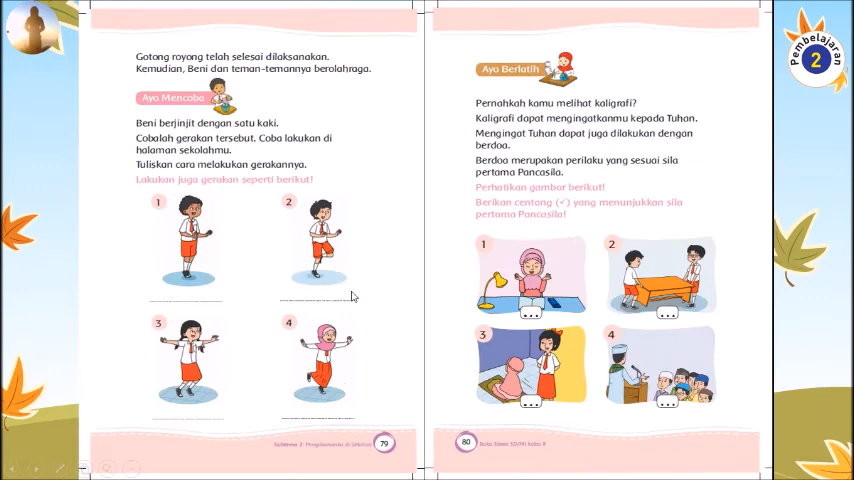 Gotong royong telah selesai dilaksanakan.
Kemudian, Beni dan teman-temannya berolahraga.
Ayo Mencoba
Beni berjinjit dengan satu kaki.
Cobalah gerakan tersebut. Coba lakukan di
halaman sekolahmu.
Tuliskan cara melakukan gerakannya.
Lakukan juga gerakan seperti berikut!
1
2
3
4
Subtema 2: Pengalamanku di Sekolah
79
Ayo Berlatih
Pernahkah kamu melihat kaligrafi?
Kaligrafi dapat mengingatkanmu kepada Tuhan.
Mengingat Tuhan dapat juga dilakukan dengan
berdoa.
Berdoa merupakan perilaku yang sesuai sila
pertama Pancasila.
Perhatikan gambar berikut!
Berikan centang (✓) yang menunjukkan sila
pertama Pancasila!
1
2
...
...
3
4
...
...
80
Buku Siswa SD/MI Kelas II
Pembelajaran
2